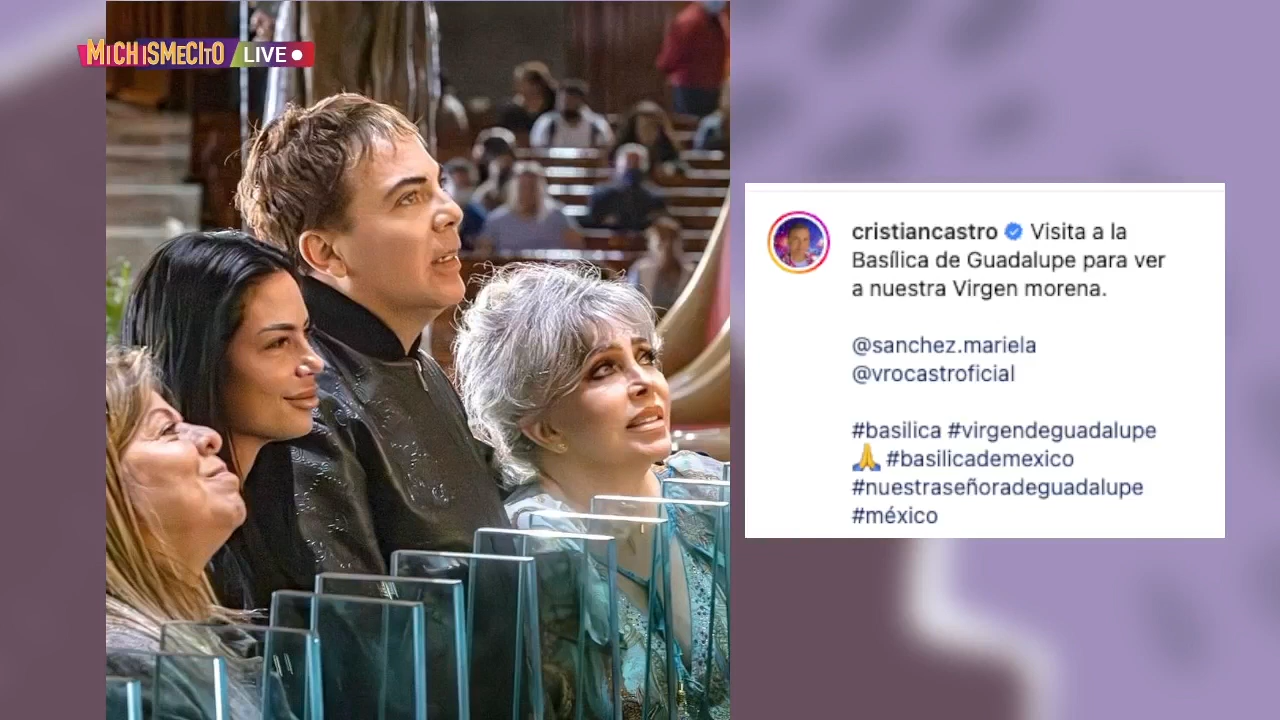 MICHISMECITO LIVE
cristiancastro Visita a la
Basílica de Guadalupe para ver
a nuestra Virgen morena.
@sanchez.mariela
@vrocastroficial
#basilica #virgendeguadalupe
🙏 #basilicademexico
#nuestraseñoradeguadalupe
#méxico